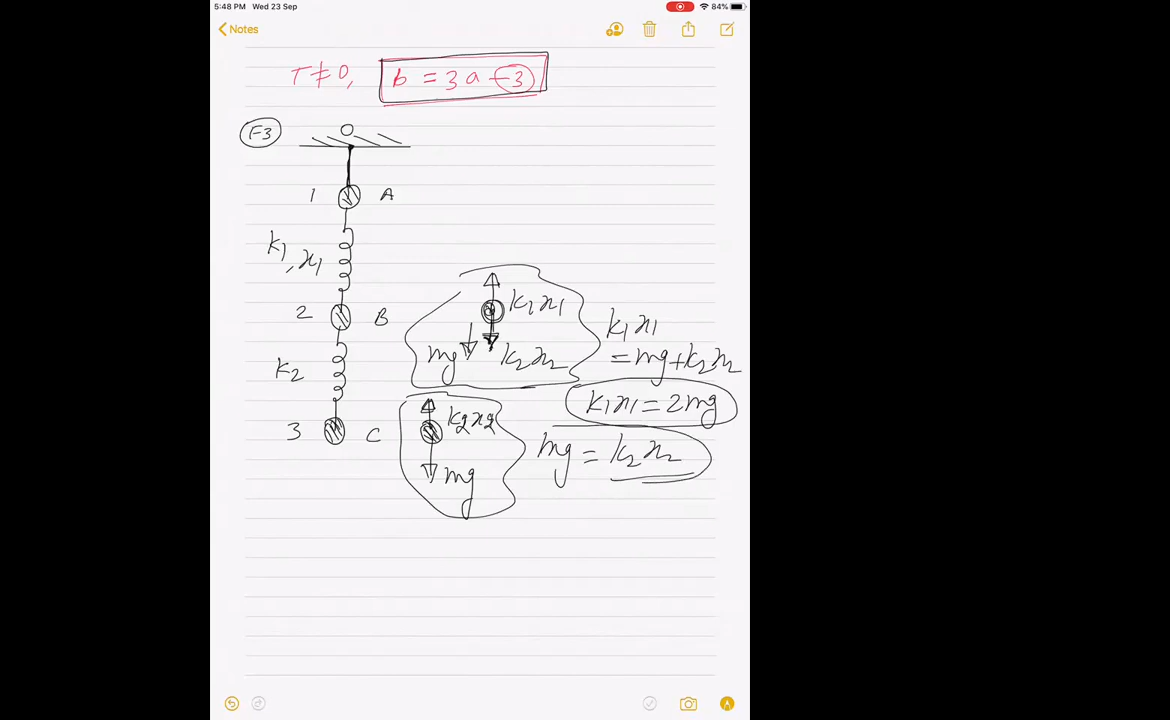 5:48 PM Wed 23 Sep
84%
Notes
T ≠ 0, b = 3a - 3
F3
O
1 A
k1, x1
2 B
k2
3 C
k1x1
mg k2x2
k1x1
= mg + k2x2
k1x1 = 2mg
k2x2
mg
mg = k2x2